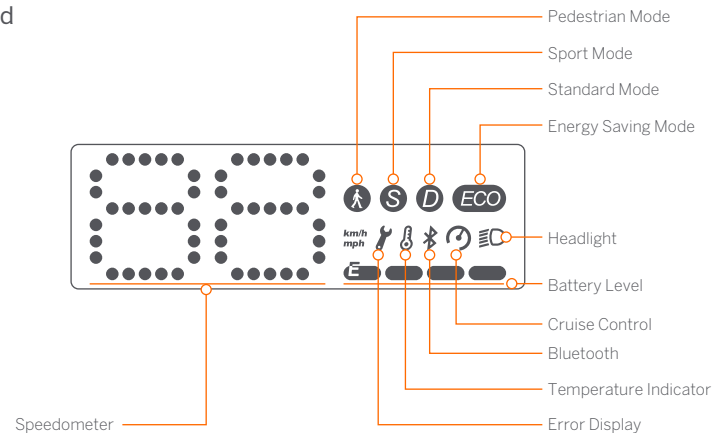 d
Pedestrian Mode
Sport Mode
Standard Mode
Energy Saving Mode
S D ECO
km/h
mph
Headlight
E
Battery Level
Cruise Control
Bluetooth
Temperature Indicator
Speedometer
Error Display